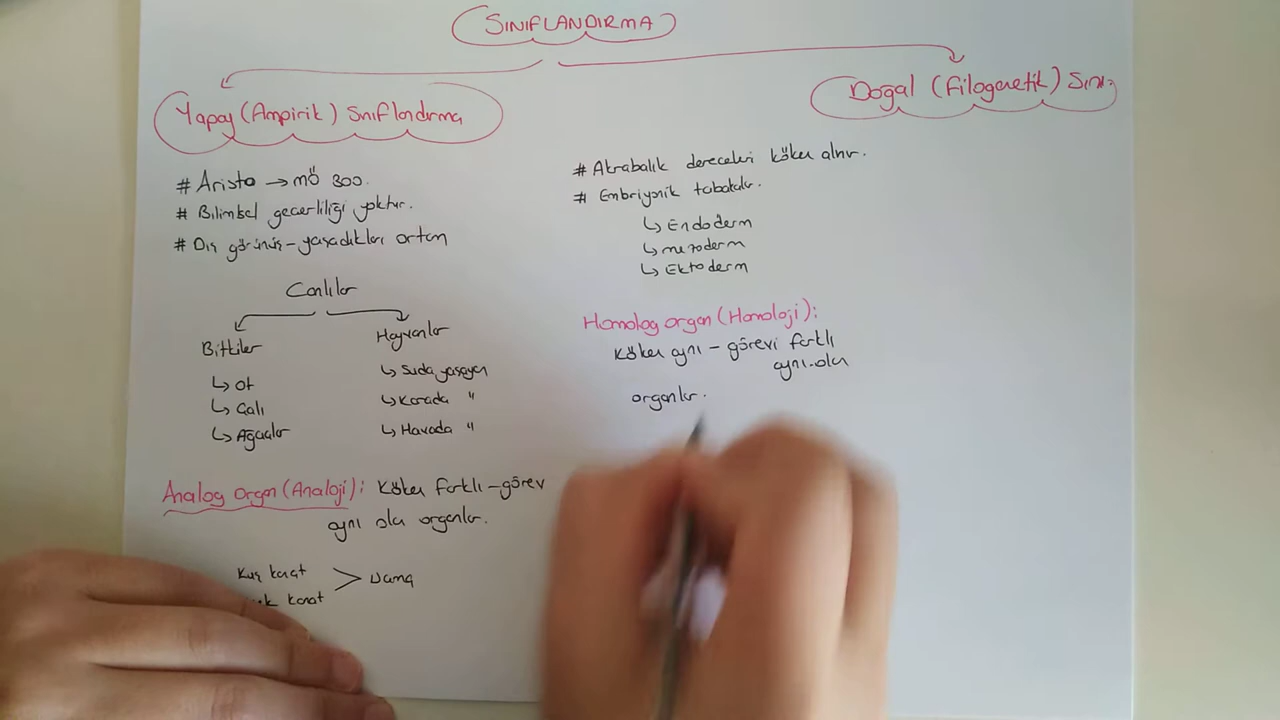 SINIFLANDIRMA
Yapay (Ampirik) Sınıflandırma
# Aristo → mö 300.
# Bilimsel geçerliliği yoktur.
# Dış görünüş - yaşadıkları ortam
Canlılar
Bitkiler
↳ ot
↳ Çalı
↳ Ağaçlar
Hayvanlar
↳ Suda yaşayan
↳ Karada "
↳ Havada "
Analog Organ (Analoji): Köken farklı - görev
aynı olan organlar.
Kuş kanat
kanat
> Uçma
Doğal (Filogenetik) Sını.
# Akrabalık dereceleri köken alınır.
# Embriyonik tabakalar.
↳ Endoderm
↳ mezoderm
↳ Ektoderm
Homolog organ (Homoloji):
Köken aynı - görevi farklı
aynı olan
organlar.